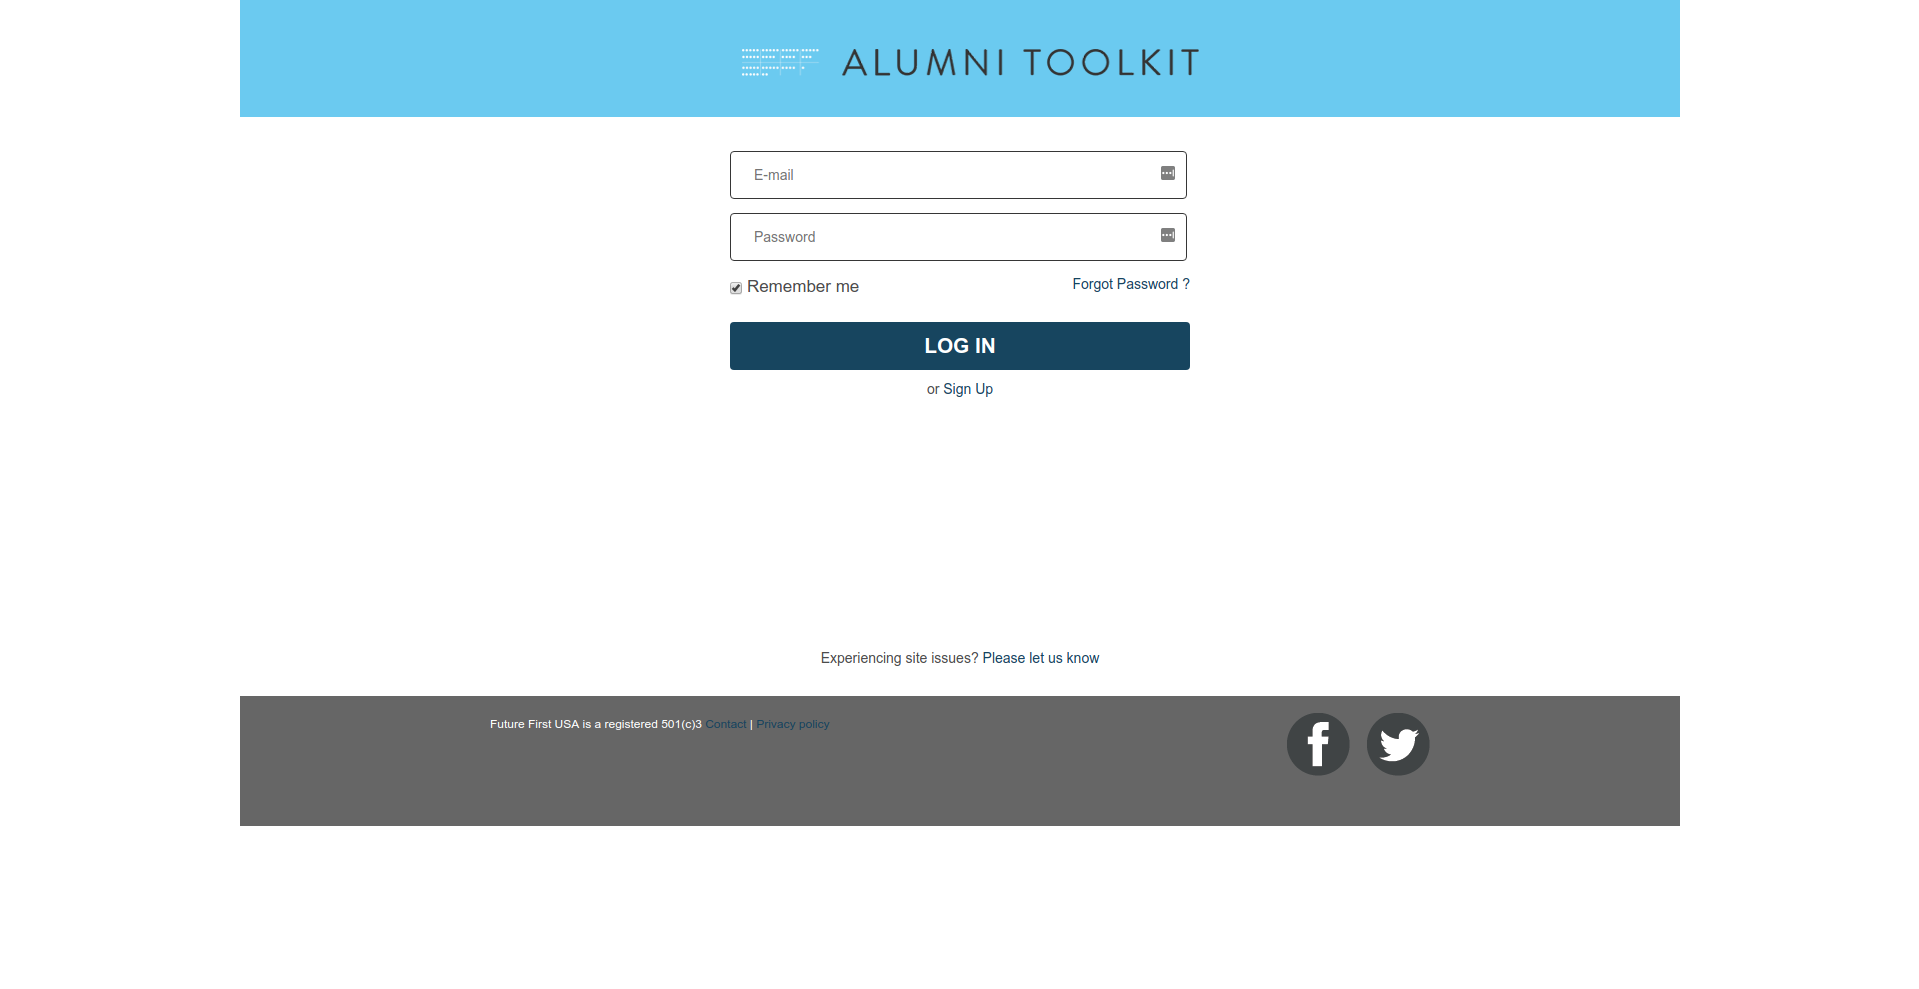 ALUMNI TOOLKIT
E-mail
Password
Remember me
Forgot Password ?
LOG IN
or Sign Up
Experiencing site issues? Please let us know
Future First USA is a registered 501(c)3 Contact | Privacy policy